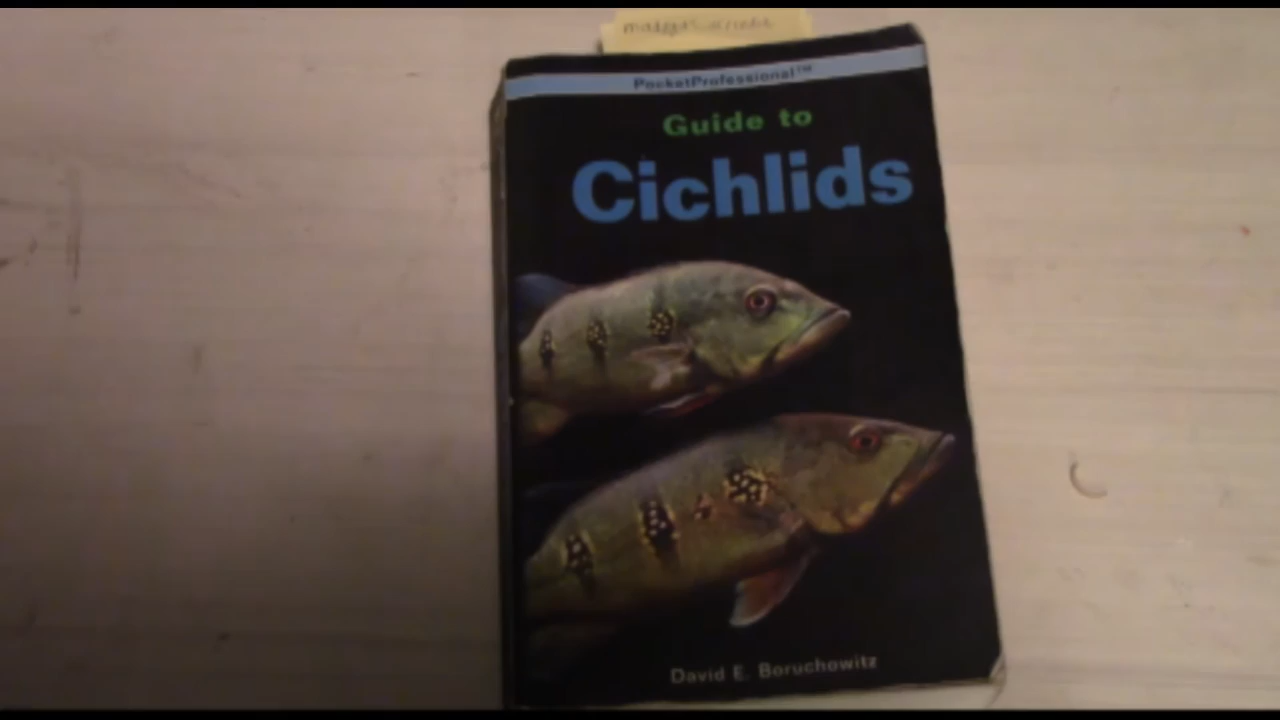 PocketProfessional™
Guide to
Cichlids
David E. Boruchowitz